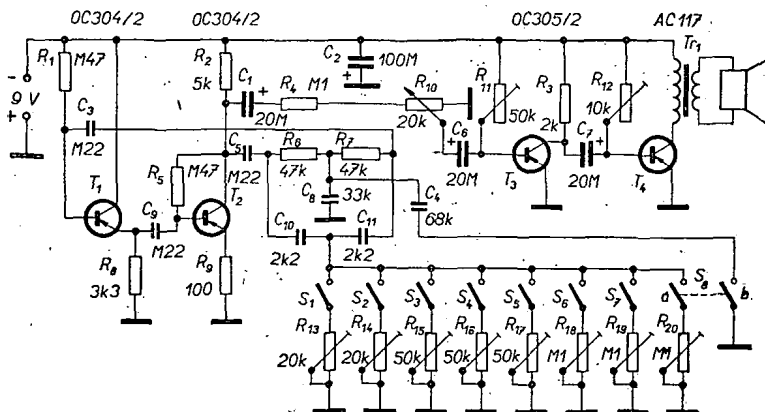 OC304/2 OC304/2 OC305/2 AC117
R1 M47
R2 5k
C2 100M
Tr1
- 9 V +
C1 + 20M
R4 M1
R10 20k
R11 50k
R3 2k
R12 10k
C3 M22
C5 M22
R6 47k
R7 47k
- + C6 20M
C7 + 20M
T1
R5 M47
T2
T3
T4
C8 33k
C4 68k
C9 M22
C10 2k2
C11 2k2
R8 3k3
R9 100
S1 S2 S3 S4 S5 S6 S7 a S8 b
R13 R14 R15 R16 R17 R18 R19 R20
20k 20k 50k 50k 50k M1 M1 M1